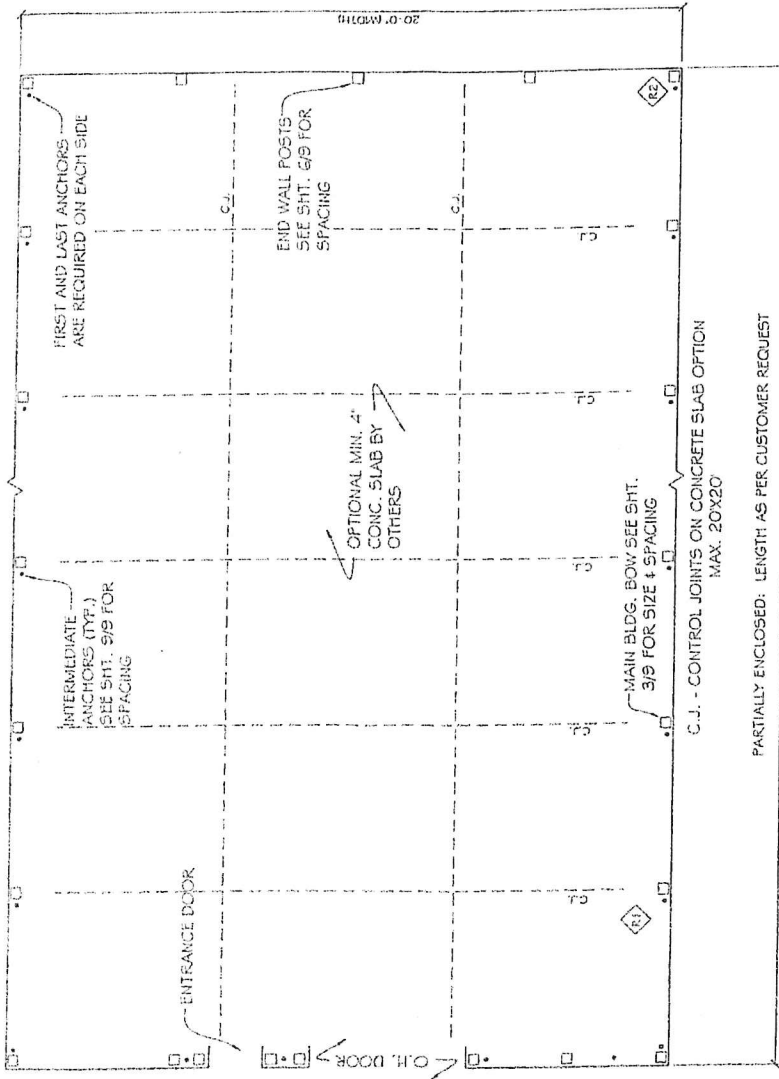 FIRST AND LAST ANCHORS
ARE REQUIRED ON EACH SIDE
20'-0" (WIDTH)
INTERMEDIATE
ANCHORS (TYP.)
SEE SHT. 9/9 FOR
SPACING
END WALL POSTS
SEE SHT. 6/9 FOR
SPACING
ENTRANCE DOOR
C.J.
OPTIONAL MIN. 4"
CONC. SLAB BY
OTHERS
C.J.
O.H. DOOR
C.J.
C.J.
C.J.
C.J.
C.J.
MAIN BLDG. BOW SEE SHT.
3/9 FOR SIZE & SPACING
R1
R2
C.J. - CONTROL JOINTS ON CONCRETE SLAB OPTION
MAX. 20'X20'
PARTIALLY ENCLOSED: LENGTH AS PER CUSTOMER REQUEST